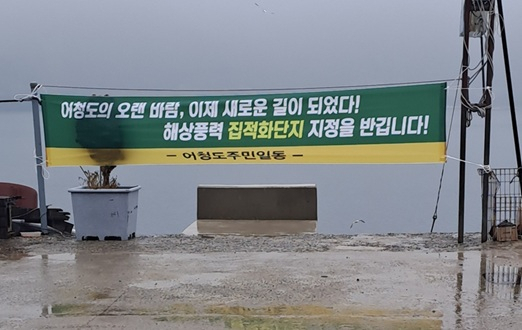 어청도의 오랜 바람, 이제 새로운 길이 되었다!
해상풍력 집적화단지 지정을 반깁니다!
- 어청도주민일동 -